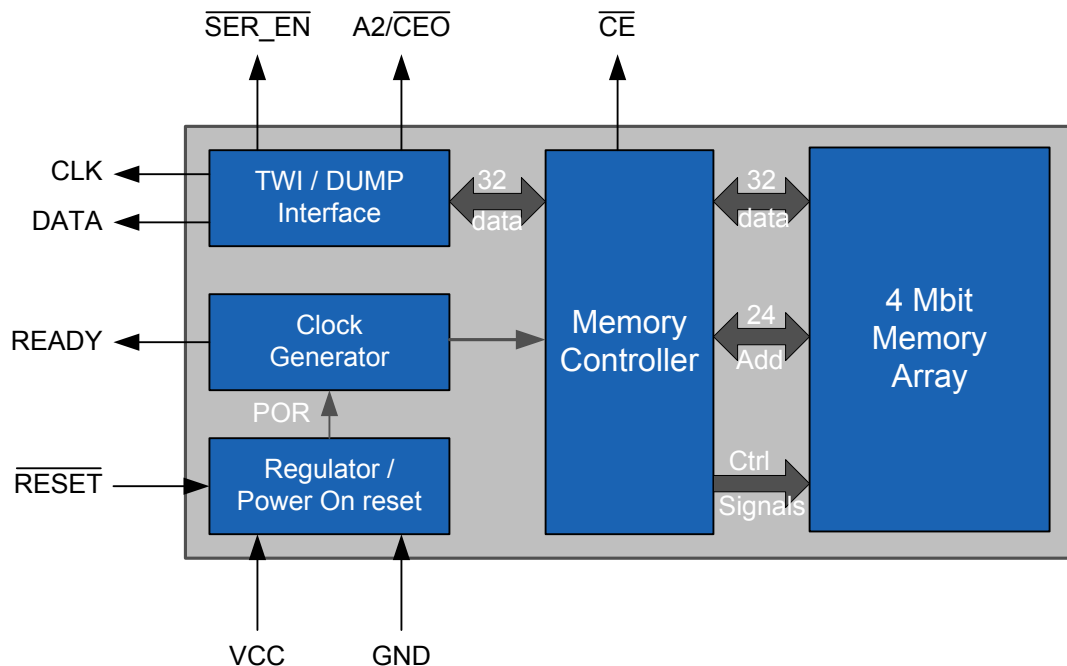 SER_EN
A2/CEO
CE
CLK
DATA
TWI / DUMP
Interface
32
data
32
data
READY
Clock
Generator
Memory
Controller
24
Add
4 Mbit
Memory
Array
POR
RESET
Regulator /
Power On reset
Ctrl
Signals
VCC
GND